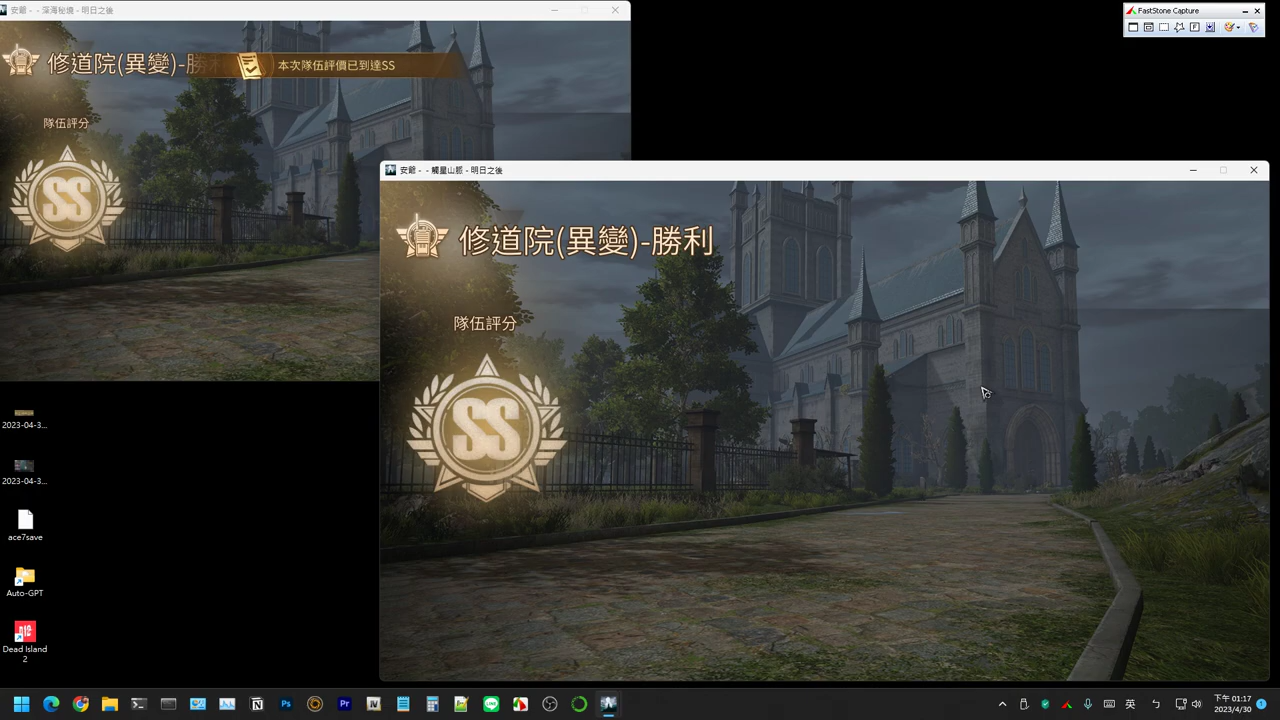 安爺 - - 藻海秘境 - 明日之後
修道院(異變)-勝利
本次隊伍評價已到達SS
隊伍評分
SS
FastStone Capture
安爺 - - 觸星山脈 - 明日之後
修道院(異變)-勝利
隊伍評分
SS
2023-04-3...
2023-04-3...
ace7save
Auto-GPT
Dead Island
2
英
下午 01:17
2023/4/30